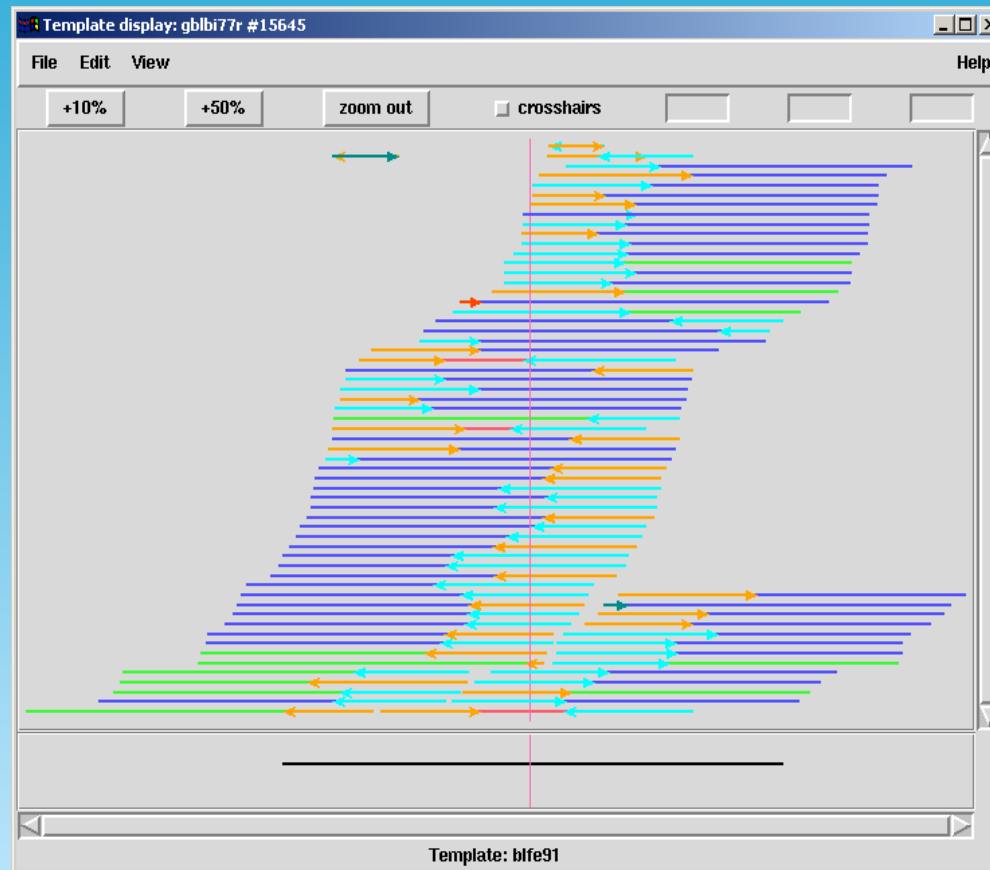 Template display: gblbi77r #15645
File Edit View Help
+10% +50% zoom out crosshairs
Template: blfe91